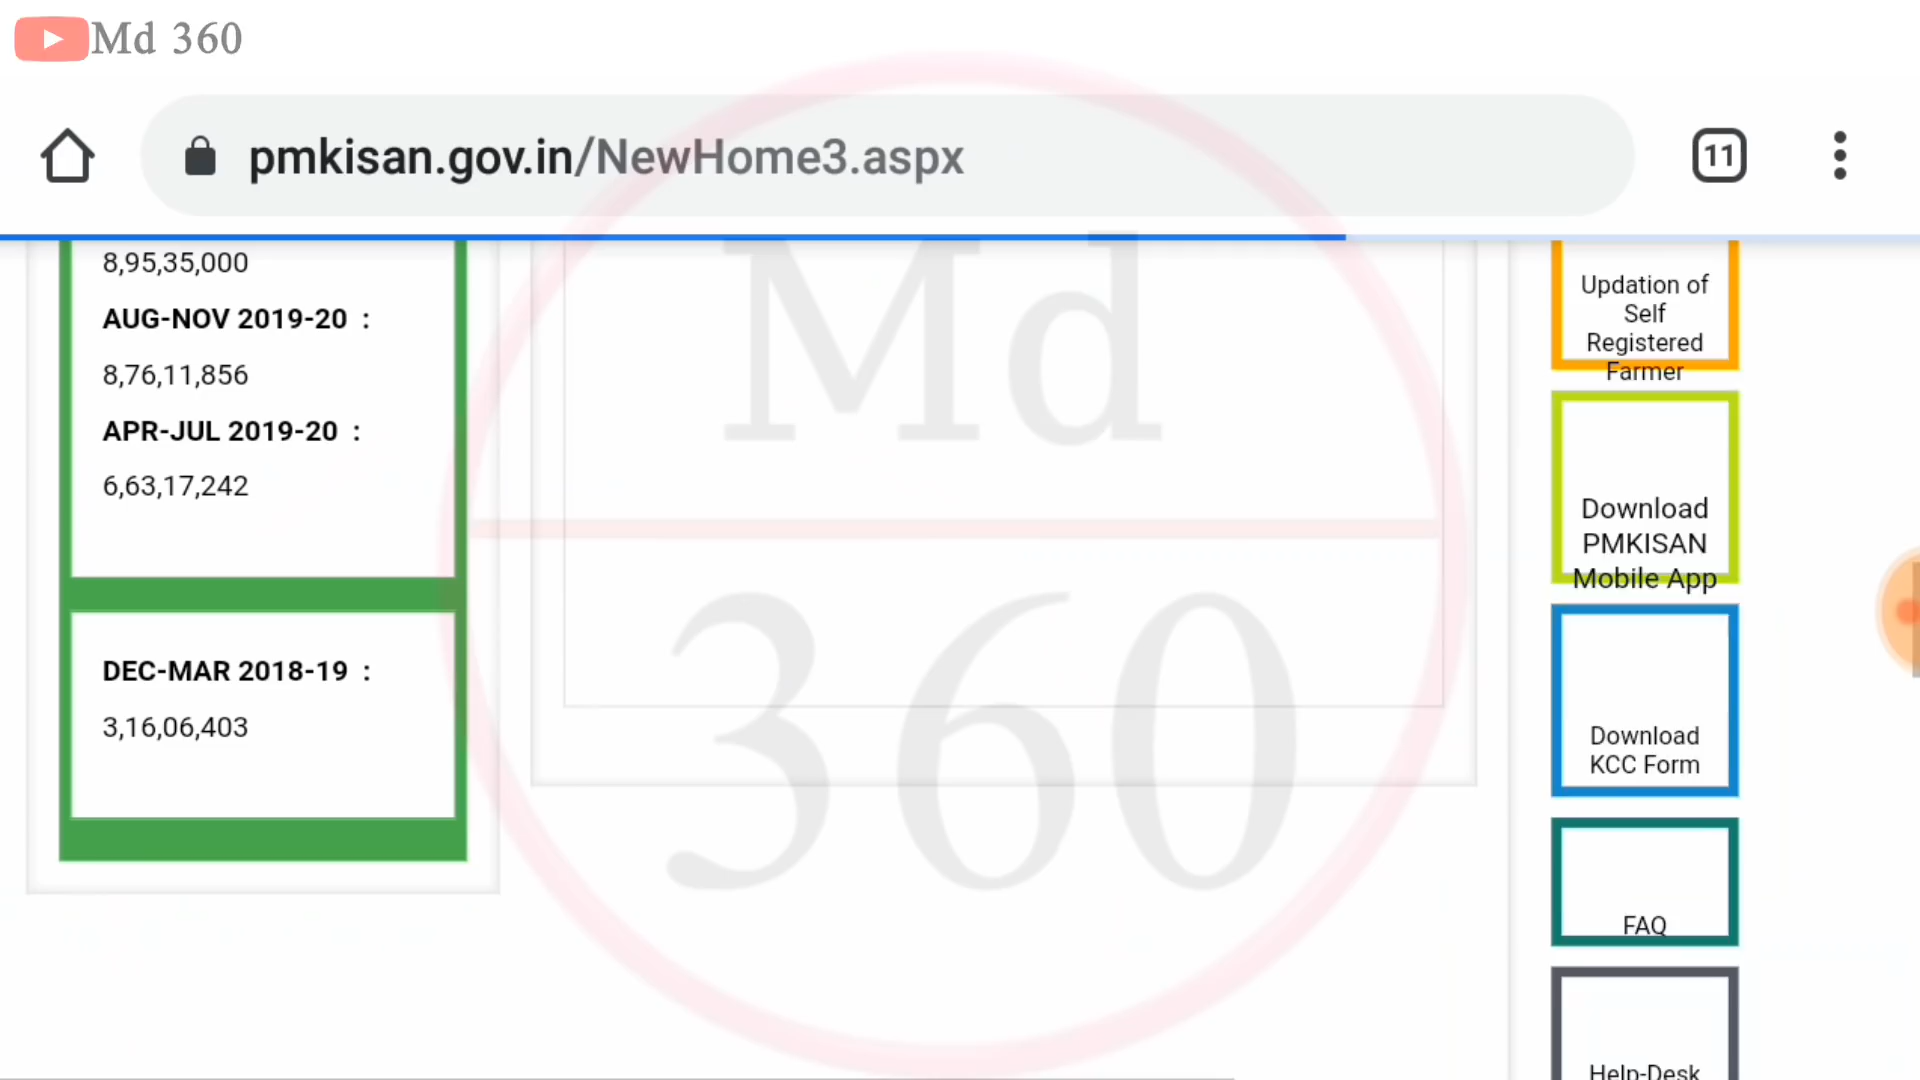 Md 360
pmkisan.gov.in/NewHome3.aspx
11
8,95,35,000
AUG-NOV 2019-20 :
8,76,11,856
APR-JUL 2019-20 :
6,63,17,242
DEC-MAR 2018-19 :
3,16,06,403
Md
360
Updation of
Self
Registered
Farmer
Download
PMKISAN
Mobile App
Download
KCC Form
FAQ
Help-Desk